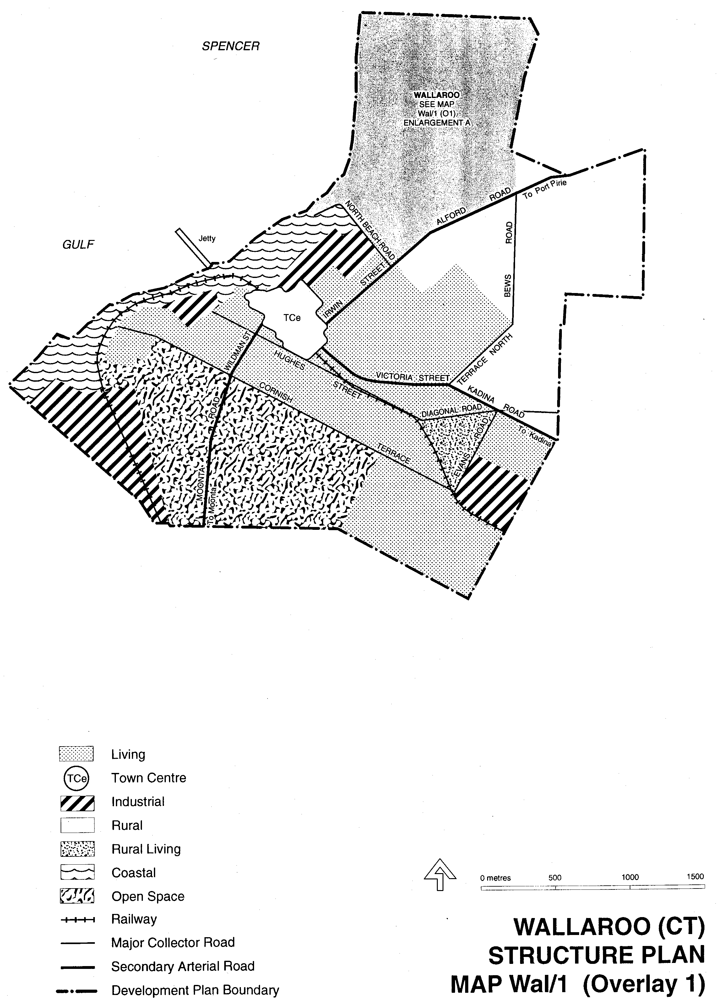 SPENCER
WALLAROO
SEE MAP
Wal/1 (O1)
ENLARGEMENT A
GULF
Jetty
NORTH BEACH ROAD
ALFORD ROAD
To Port Pirie
BEWS ROAD
IRWIN STREET
TCe
WILDMAN ST
HUGHES STREET
VICTORIA STREET
TERRACE NORTH
KADINA ROAD
To Kadina
DIAGONAL ROAD
EVANS ROAD
CORNISH TERRACE
MOONTA ROAD
To Moonta
Living
TCe Town Centre
Industrial
Rural
Rural Living
Coastal
Open Space
Railway
Major Collector Road
Secondary Arterial Road
Development Plan Boundary
0 metres 500 1000 1500
WALLAROO (CT)
STRUCTURE PLAN
MAP Wal/1 (Overlay 1)